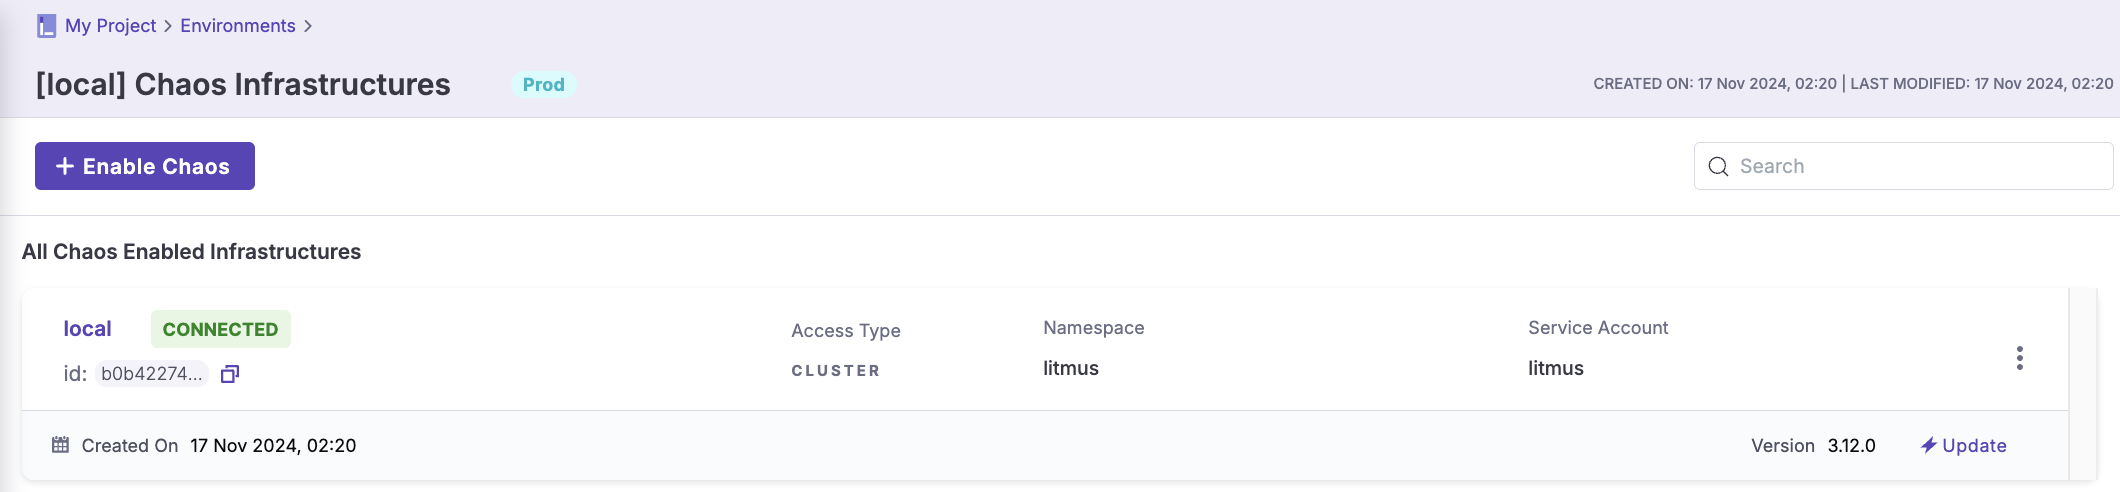 My Project > Environments >
[local] Chaos Infrastructures Prod
CREATED ON: 17 Nov 2024, 02:20 | LAST MODIFIED: 17 Nov 2024, 02:20
+ Enable Chaos
Search
All Chaos Enabled Infrastructures
local CONNECTED
id: b0b42274...
Access Type
CLUSTER
Namespace
litmus
Service Account
litmus
Created On 17 Nov 2024, 02:20
Version 3.12.0
Update